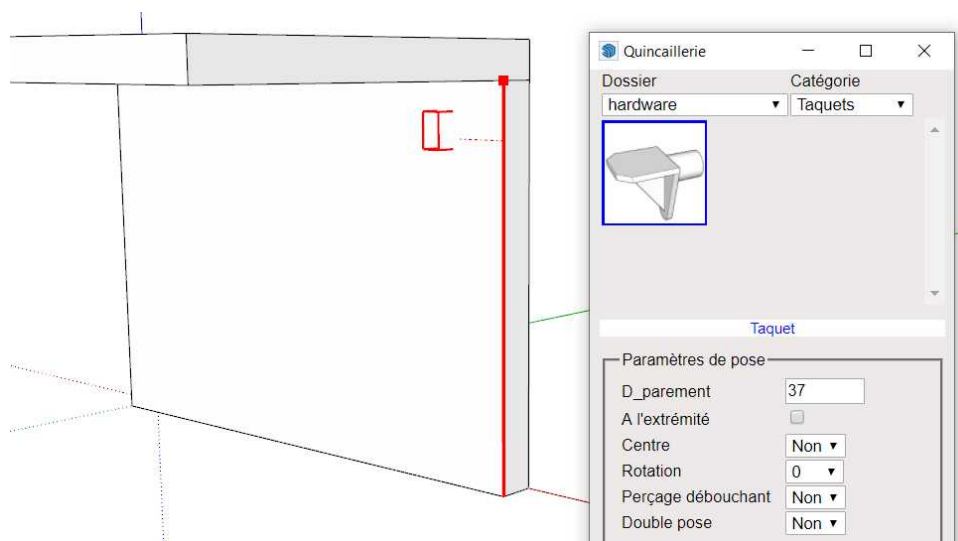 Quincaillerie
Dossier Catégorie
hardware Taquets
Taquet
Paramètres de pose
D_parement 37
A l'extrémité
Centre Non
Rotation 0
Perçage débouchant Non
Double pose Non